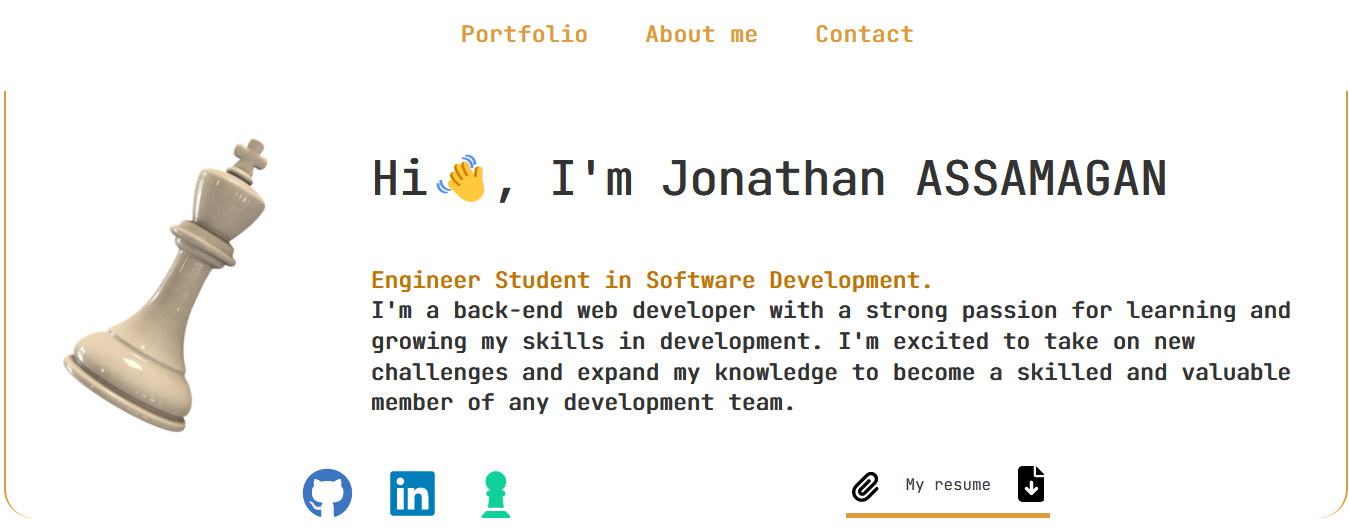 Portfolio About me Contact
Hi👋, I'm Jonathan ASSAMAGAN
Engineer Student in Software Development.
I'm a back-end web developer with a strong passion for learning and
growing my skills in development. I'm excited to take on new
challenges and expand my knowledge to become a skilled and valuable
member of any development team.
in My resume